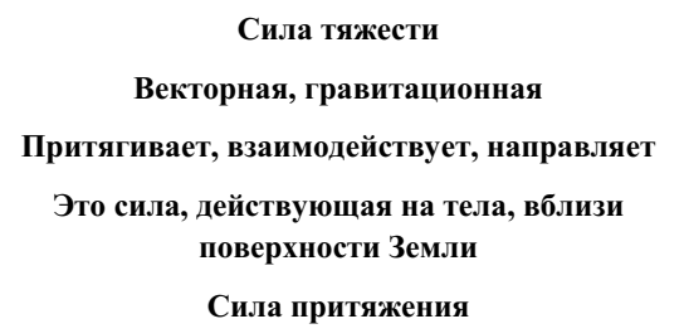 Сила тяжести
Векторная, гравитационная
Притягивает, взаимодействует, направляет
Это сила, действующая на тела, вблизи
поверхности Земли
Сила притяжения